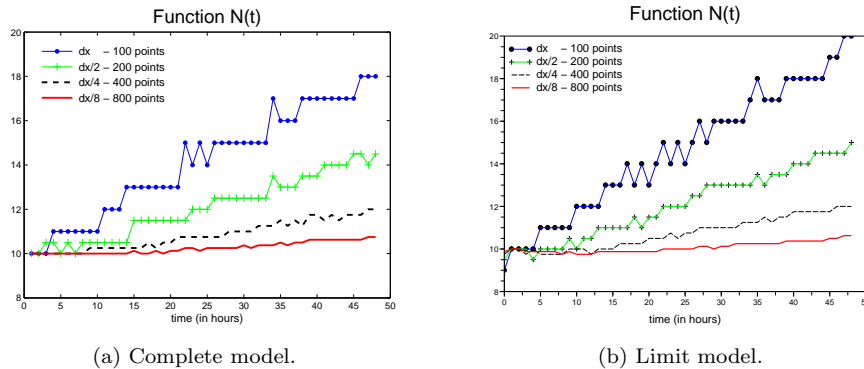 Function N(t)
dx – 100 points
dx/2 – 200 points
dx/4 – 400 points
dx/8 – 800 points
20
18
16
14
12
10
8
0 5 10 15 20 25 30 35 40 45 50
time (in hours)
(a) Complete model.
Function N(t)
dx – 100 points
dx/2 – 200 points
dx/4 – 400 points
dx/8 – 800 points
20
18
16
14
12
10
8
0 5 10 15 20 25 30 35 40 45 50
time (in hours)
(b) Limit model.